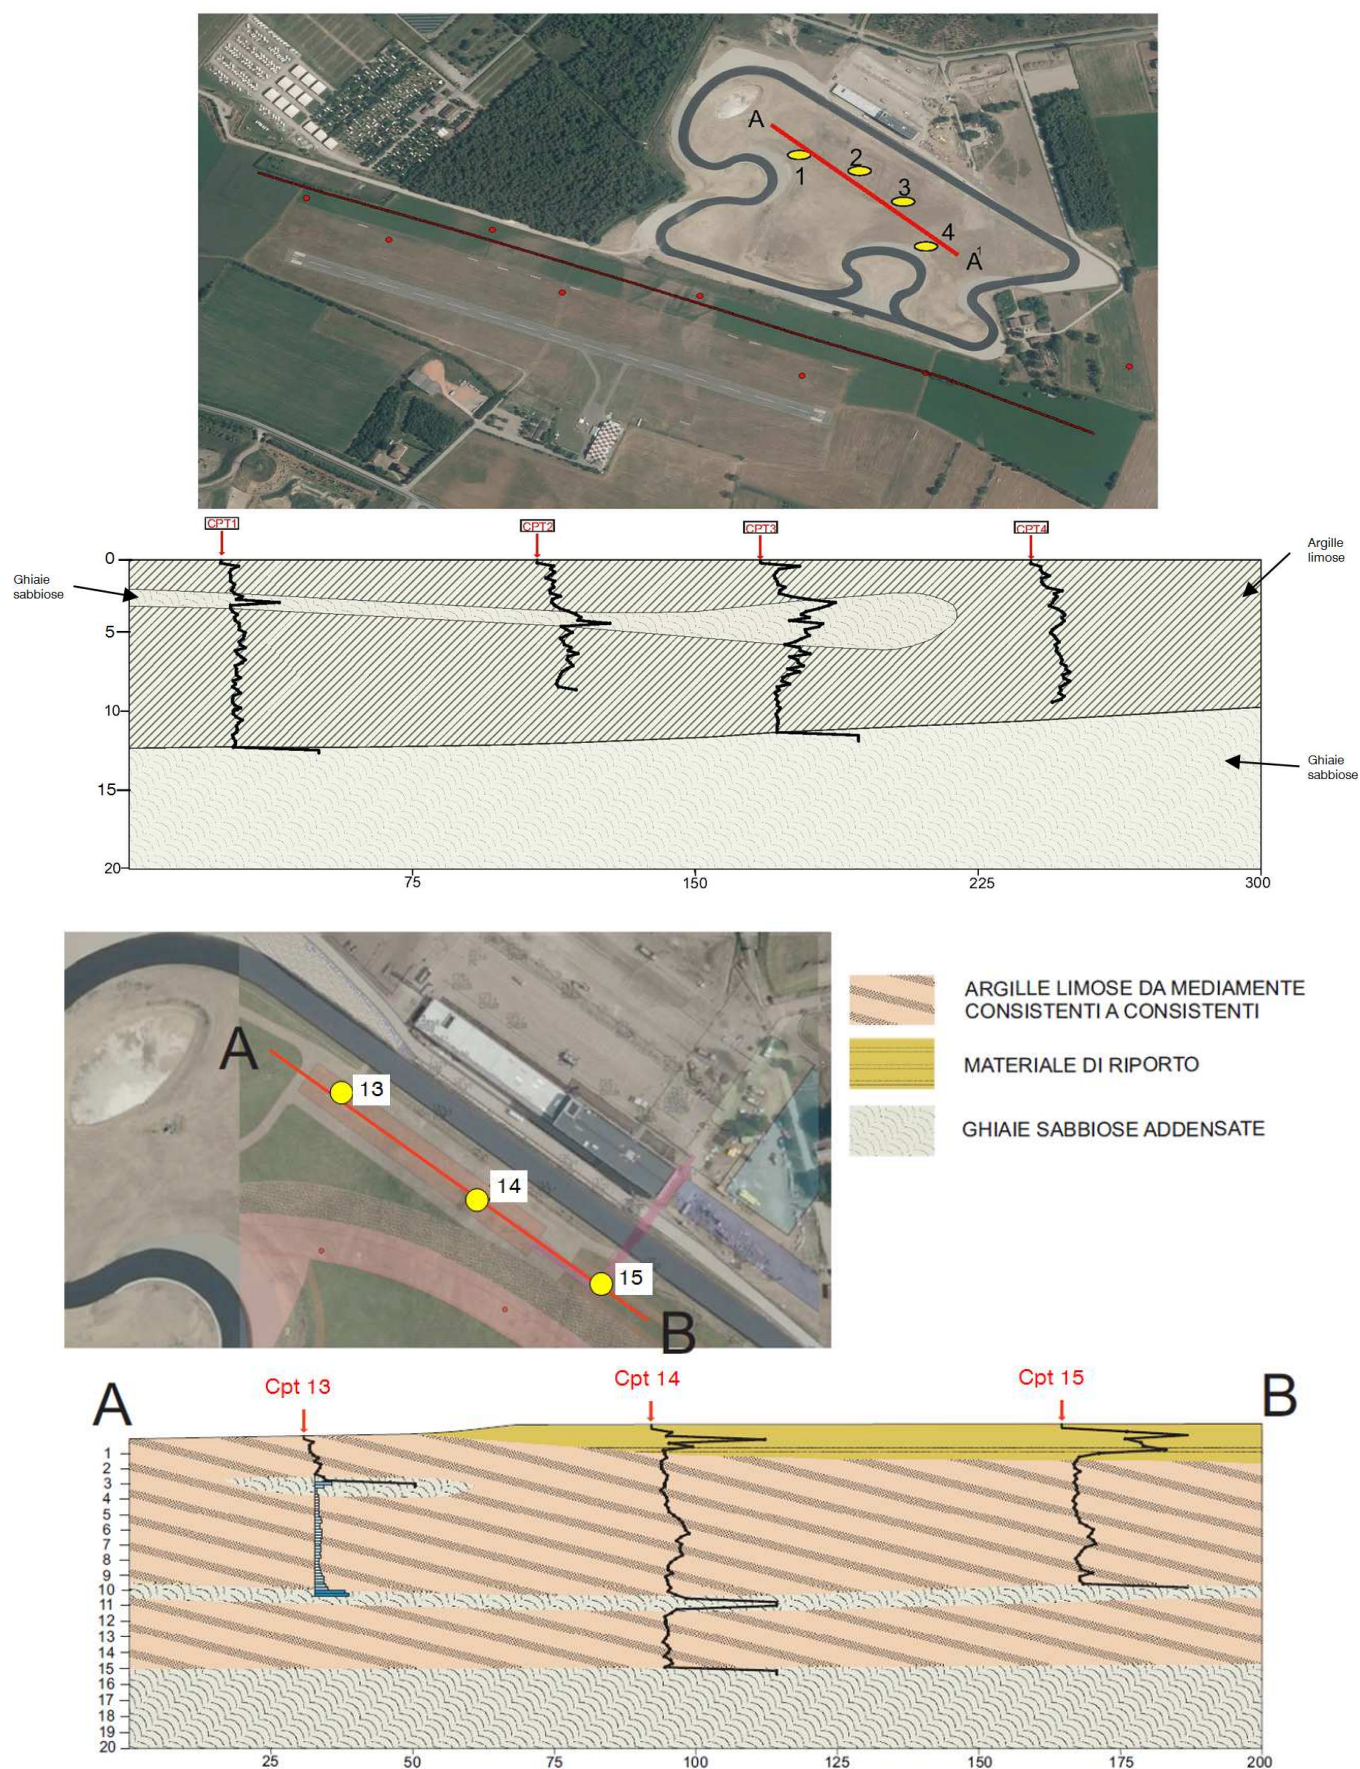 A
1
2
3
4
A1
CPT1
CPT2
CPT3
CPT4
Argille
limose
Ghiaie
sabbiose
Ghiaie
sabbiose
0
5
10
15
20
75
150
225
300
A
13
14
15
B
ARGILLE LIMOSE DA MEDIAMENTE
CONSISTENTI A CONSISTENTI
MATERIALE DI RIPORTO
GHIAIE SABBIOSE ADDENSATE
A
Cpt 13
Cpt 14
Cpt 15
B
1
2
3
4
5
6
7
8
9
10
11
12
13
14
15
16
17
18
19
20
25
50
75
100
125
150
175
200